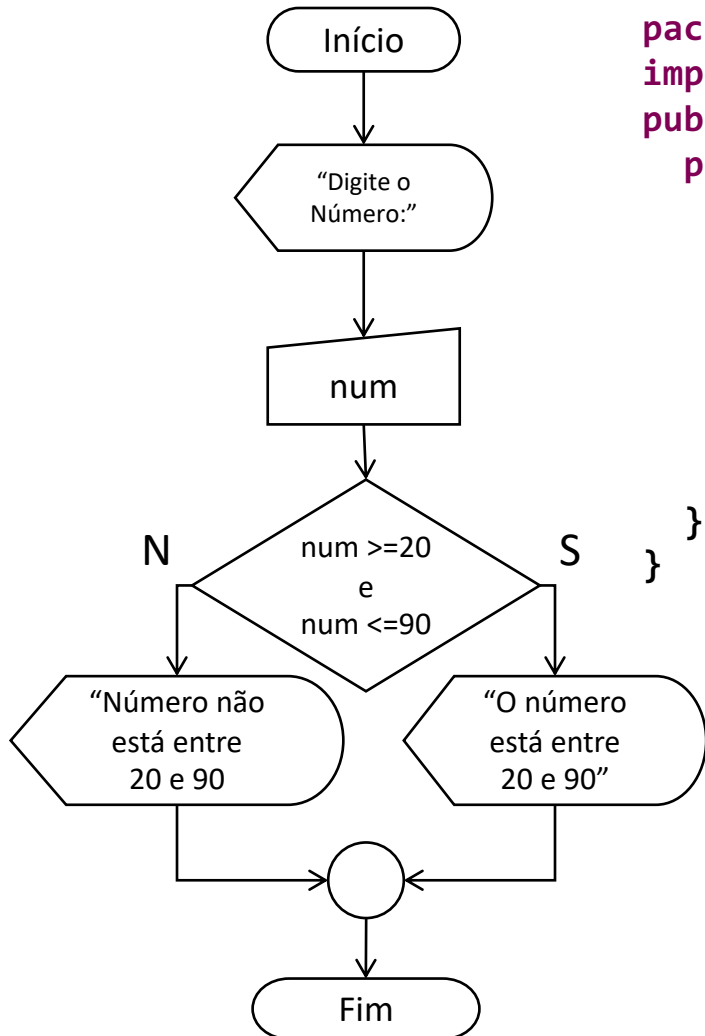 Início
“Digite o
Número:”
num
num >=20
e
num <=90
N
S
“Número não
está entre
20 e 90
“O número
está entre
20 e 90”
Fim
pac
imp
pub
p
}
}